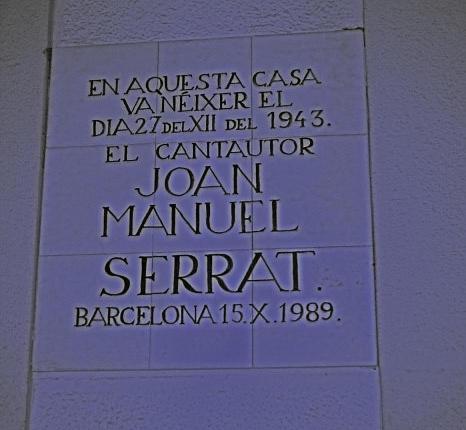 EN AQUESTA CASA
VA NÉIXER EL
DIA 27 DEL XII DEL 1943.
EL CANTAUTOR
JOAN
MANUEL
SERRAT.
BARCELONA 15.X.1989.